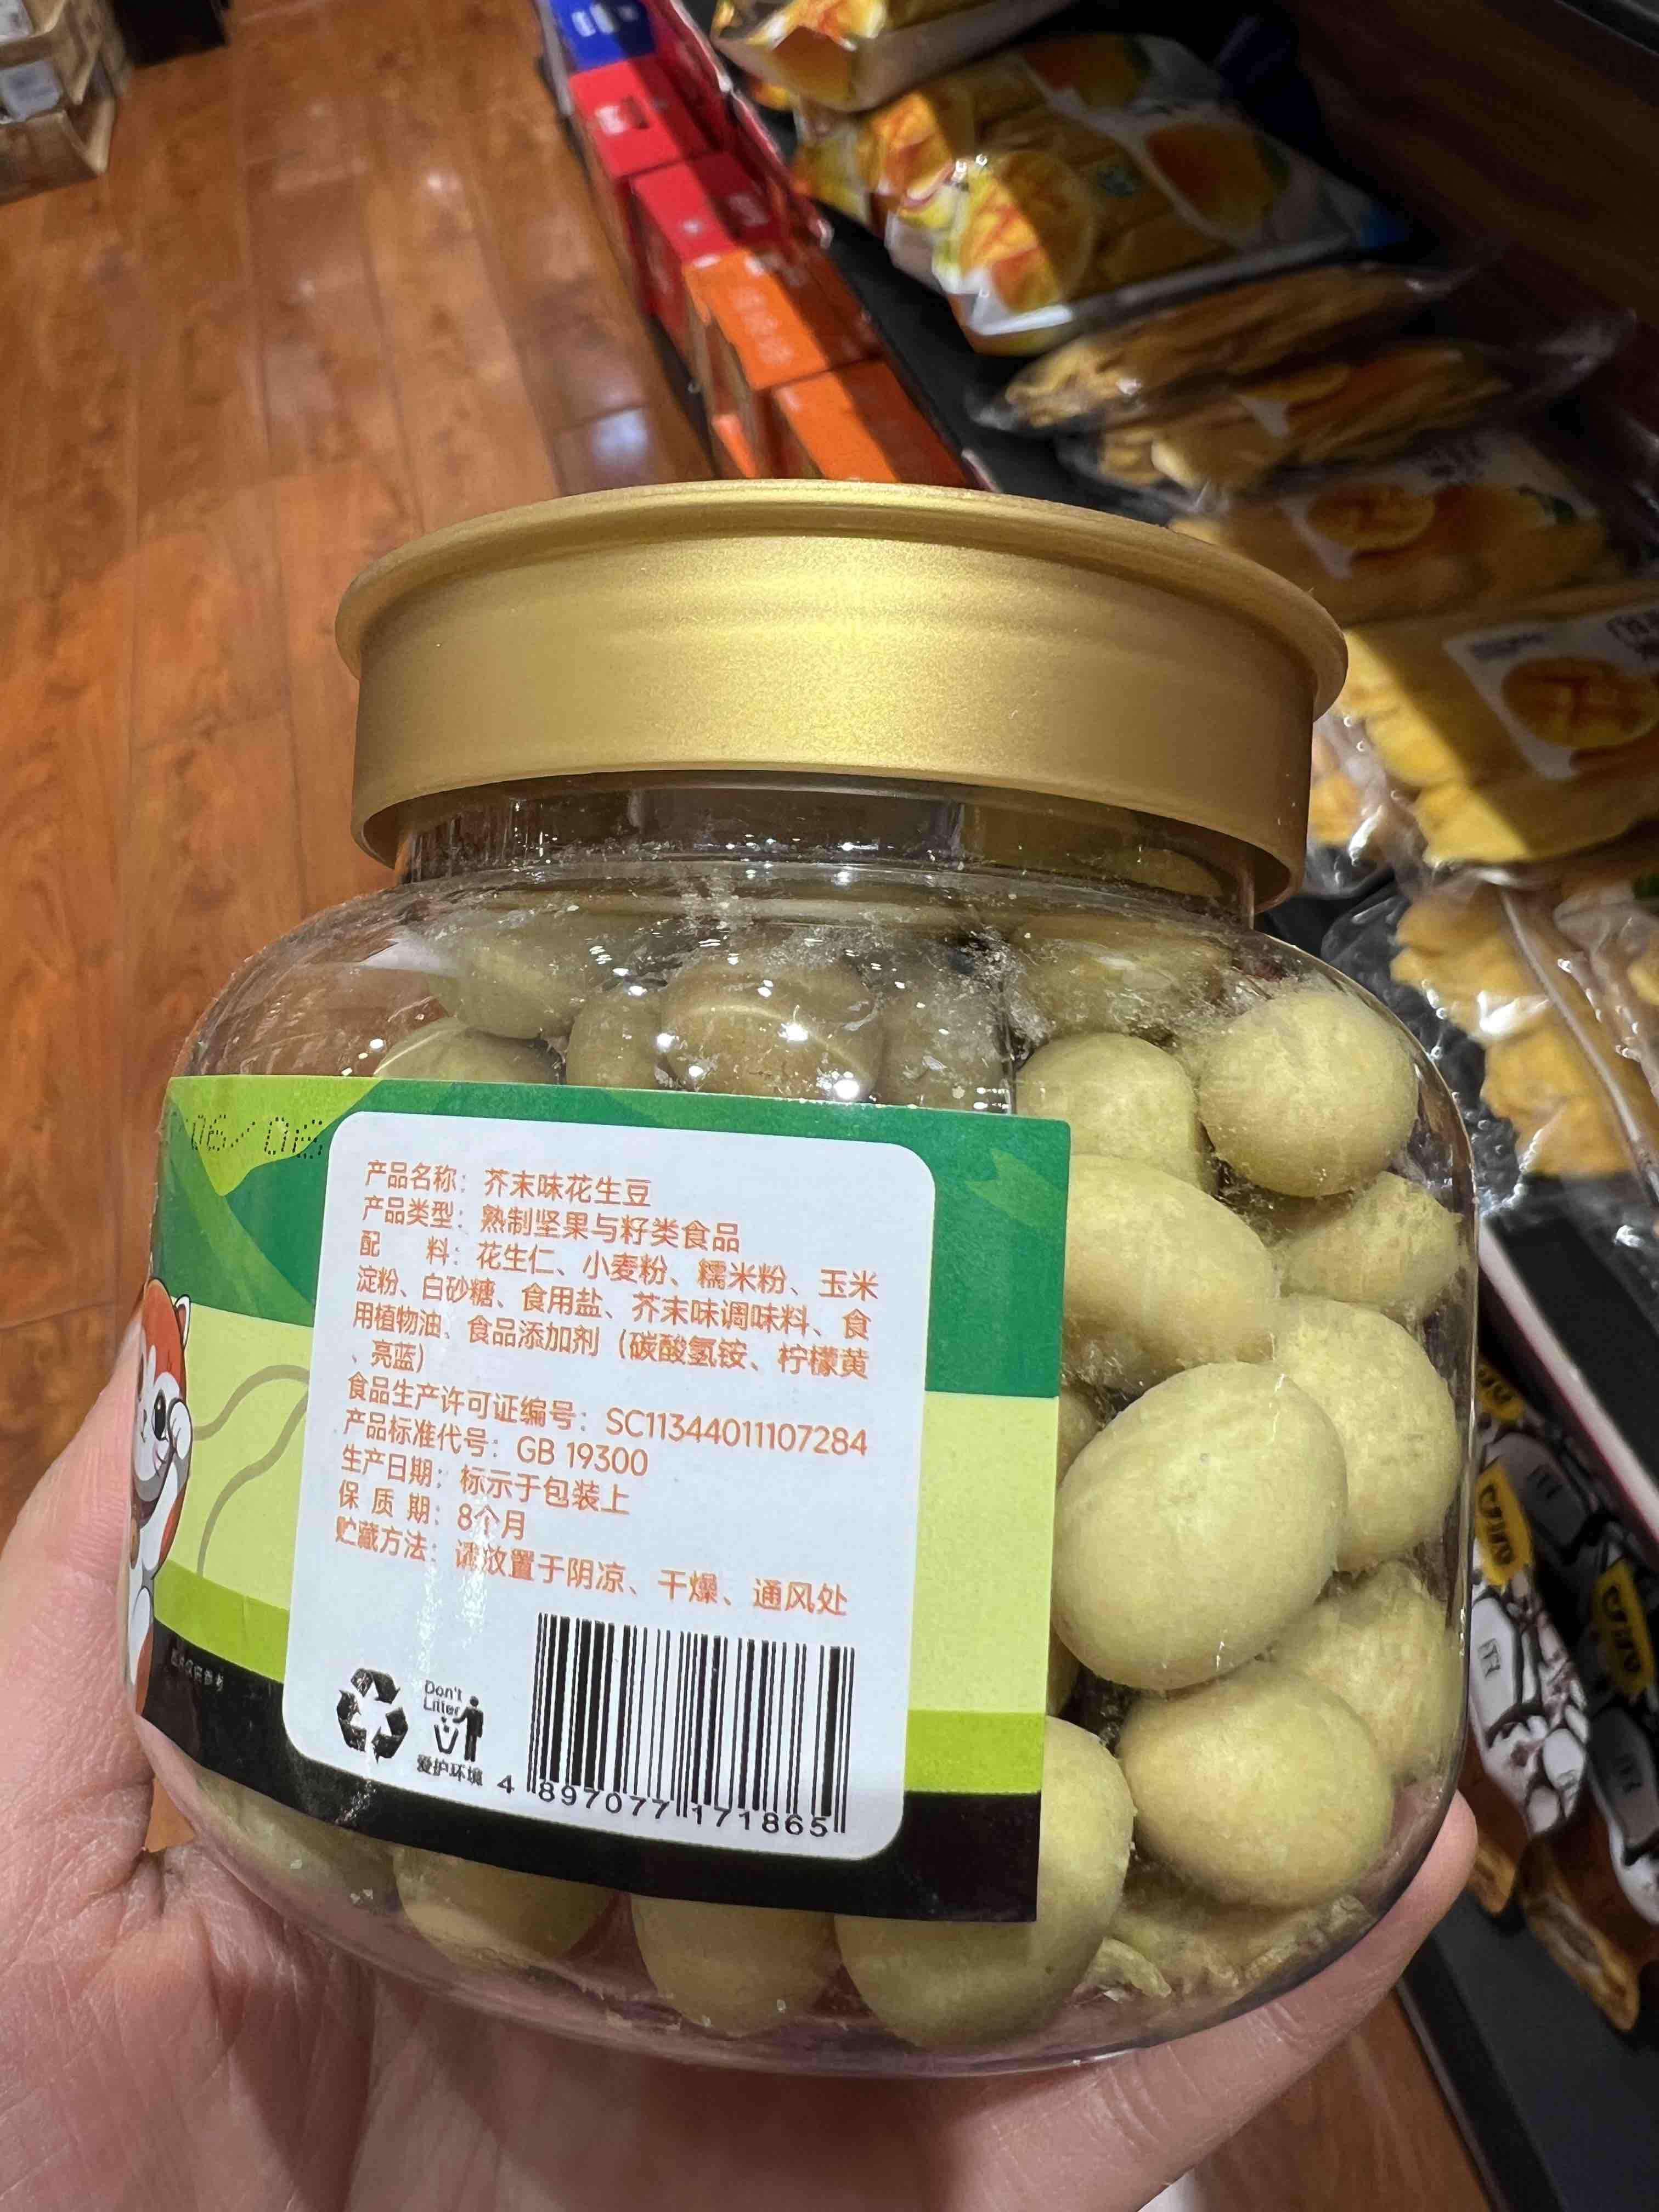 06/06
产品名称：芥末味花生豆
产品类型：熟制坚果与籽类食品
配 料：花生仁、小麦粉、糯米粉、玉米
淀粉、白砂糖、食用盐、芥末味调味料、食
用植物油、食品添加剂（碳酸氢铵、柠檬黄
、亮蓝）
食品生产许可证编号：SC11344011107284
产品标准代号：GB 19300
生产日期：标示于包装上
保 质 期：8个月
贮藏方法：请放置于阴凉、干燥、通风处
Don't
Litter
爱护环境
4 897077 171865